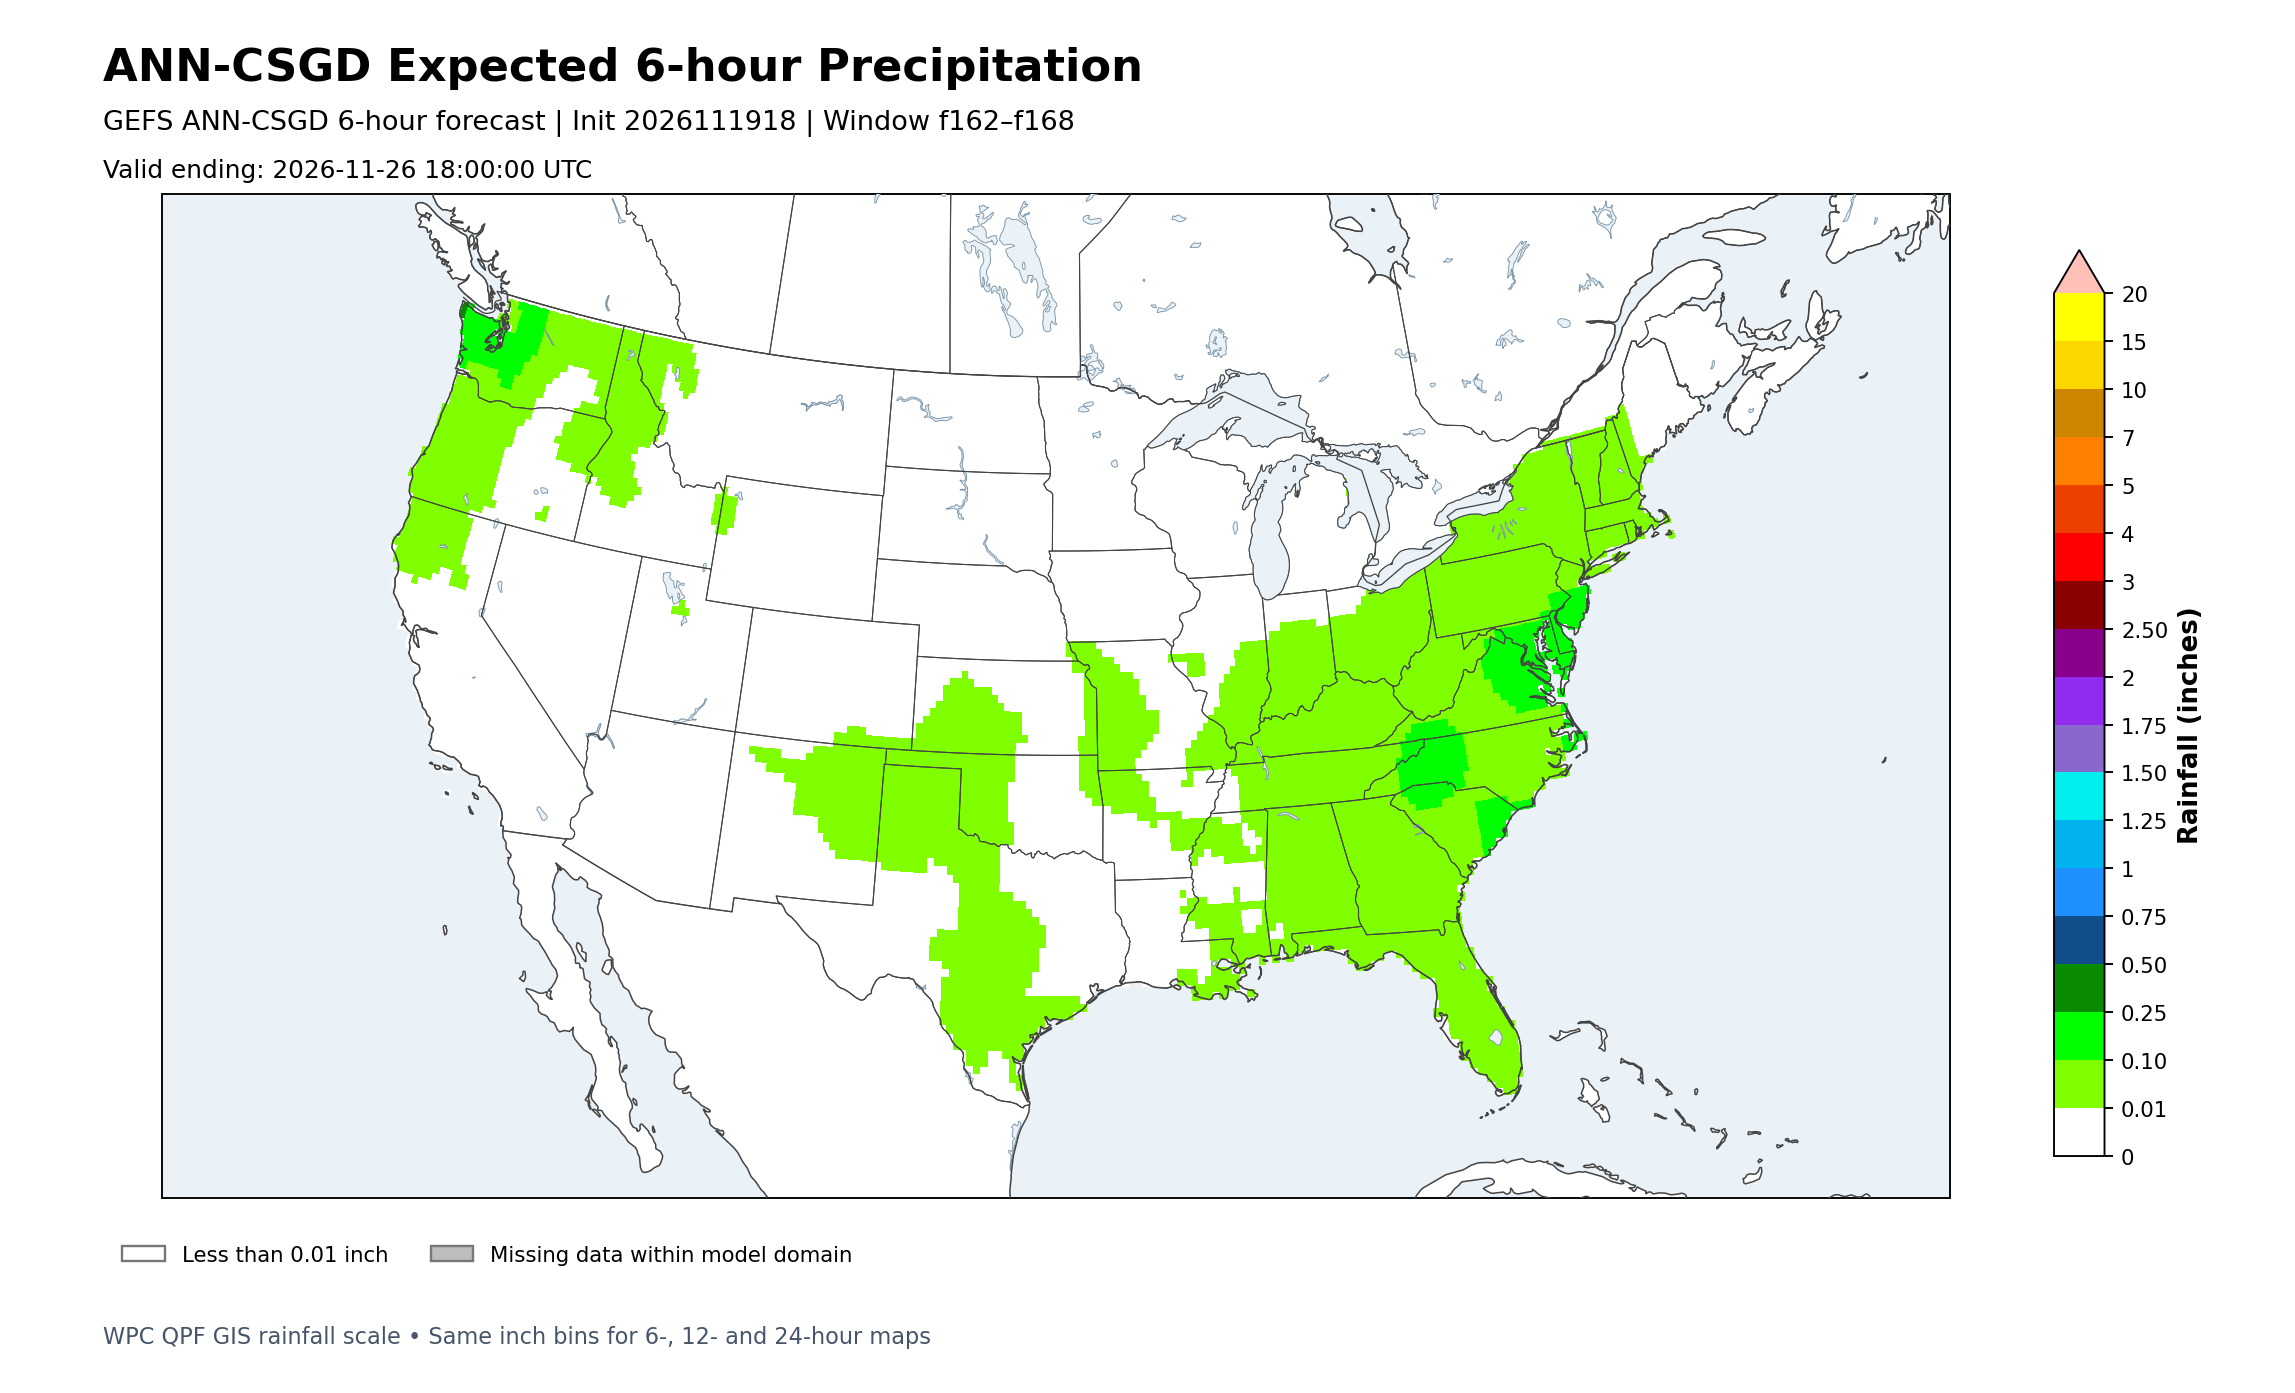 ANN-CSGD Expected 6-hour Precipitation
GEFS ANN-CSGD 6-hour forecast | Init 2026111918 | Window f162–f168
Valid ending: 2026-11-26 18:00:00 UTC
20
15
10
7
5
4
3
2.50
2
1.75
1.50
1.25
1
0.75
0.50
0.25
0.10
0.01
0
Rainfall (inches)
Less than 0.01 inch
Missing data within model domain
WPC QPF GIS rainfall scale • Same inch bins for 6-, 12- and 24-hour maps